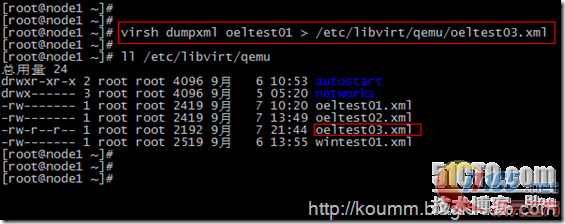 [root@node1 ~]#
[root@node1 ~]#
[root@node1 ~]# virsh dumpxml oeltest01 > /etc/libvirt/qemu/oeltest03.xml
[root@node1 ~]#
[root@node1 ~]# ll /etc/libvirt/qemu
总用量 24
drwxr-xr-x 2 root root 4096 9月 6 10:53 autostart
drwx------ 3 root root 4096 9月 5 05:20 networks
-rw------- 1 root root 2419 9月 7 10:20 oeltest01.xml
-rw------- 1 root root 2419 9月 7 13:49 oeltest02.xml
-rw-r--r-- 1 root root 2192 9月 7 21:44 oeltest03.xml
-rw------- 1 root root 2519 9月 6 13:55 wintest01.xml
[root@node1 ~]#
[root@node1 ~]#
[root@node1 ~]#
51CTO.com
http://koumm.blog